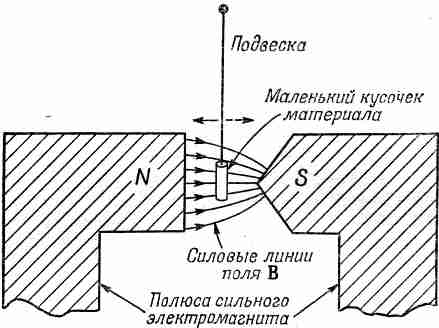 Подвеска
Маленький кусочек
материала
N
S
Силовые линии
поля B
Полюса сильного
электромагнита